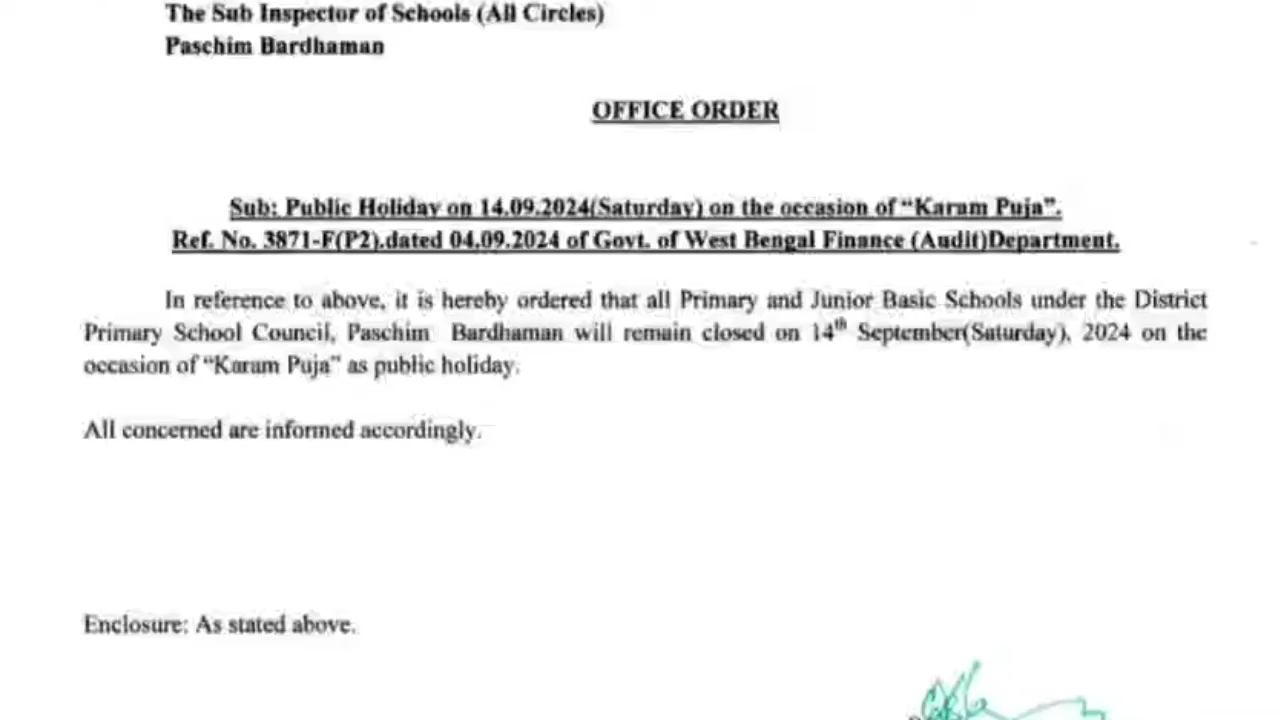 The Sub Inspector of Schools (All Circles)
Paschim Bardhaman
OFFICE ORDER
Sub: Public Holiday on 14.09.2024(Saturday) on the occasion of “Karam Puja”.
Ref. No. 3871-F(P2).dated 04.09.2024 of Govt. of West Bengal Finance (Audit)Department.
In reference to above, it is hereby ordered that all Primary and Junior Basic Schools under the District
Primary School Council, Paschim Bardhaman will remain closed on 14th September(Saturday), 2024 on the
occasion of “Karam Puja” as public holiday.
All concerned are informed accordingly.
Enclosure: As stated above.